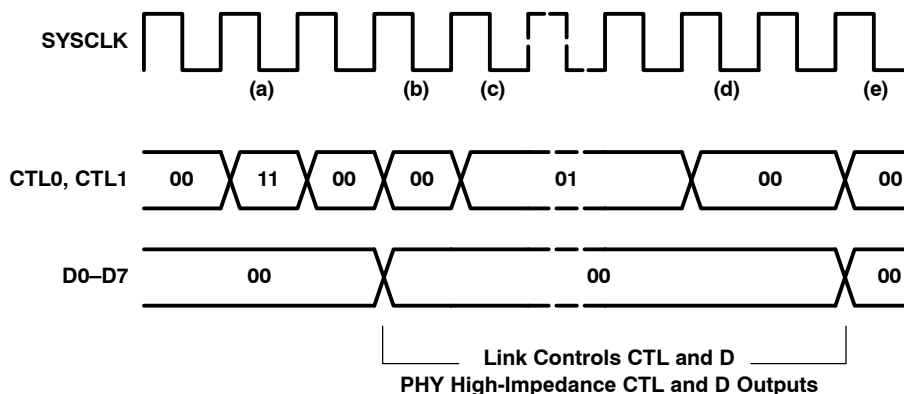 SYSCLK
(a) (b) (c) (d) (e)
CTL0, CTL1 00 11 00 00 01 00 00
D0–D7 00 00 00
Link Controls CTL and D
PHY High-Impedance CTL and D Outputs